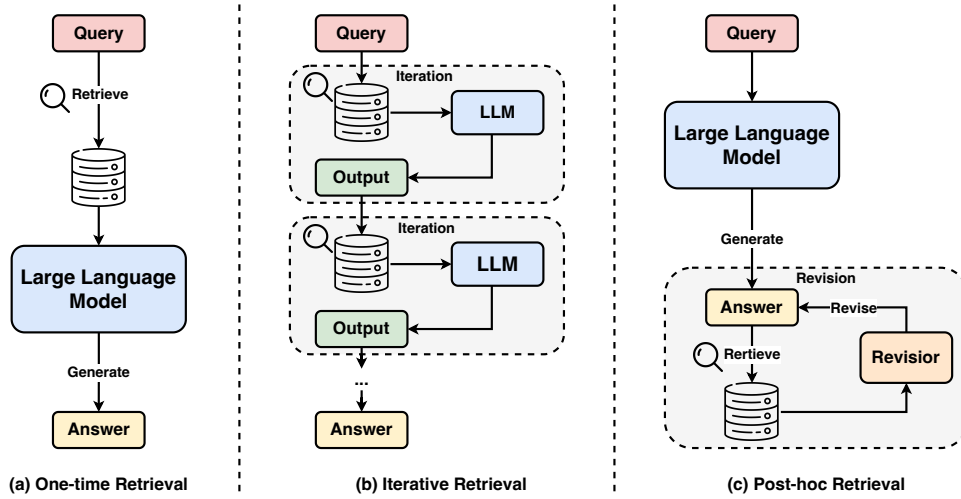 Query
Retrieve
Large Language
Model
Generate
Answer
(a) One-time Retrieval
Query
Iteration
LLM
Output
Iteration
LLM
Output
...
Answer
(b) Iterative Retrieval
Query
Large Language
Model
Generate
Revision
Answer
Revise
Rertieve
Revisior
(c) Post-hoc Retrieval